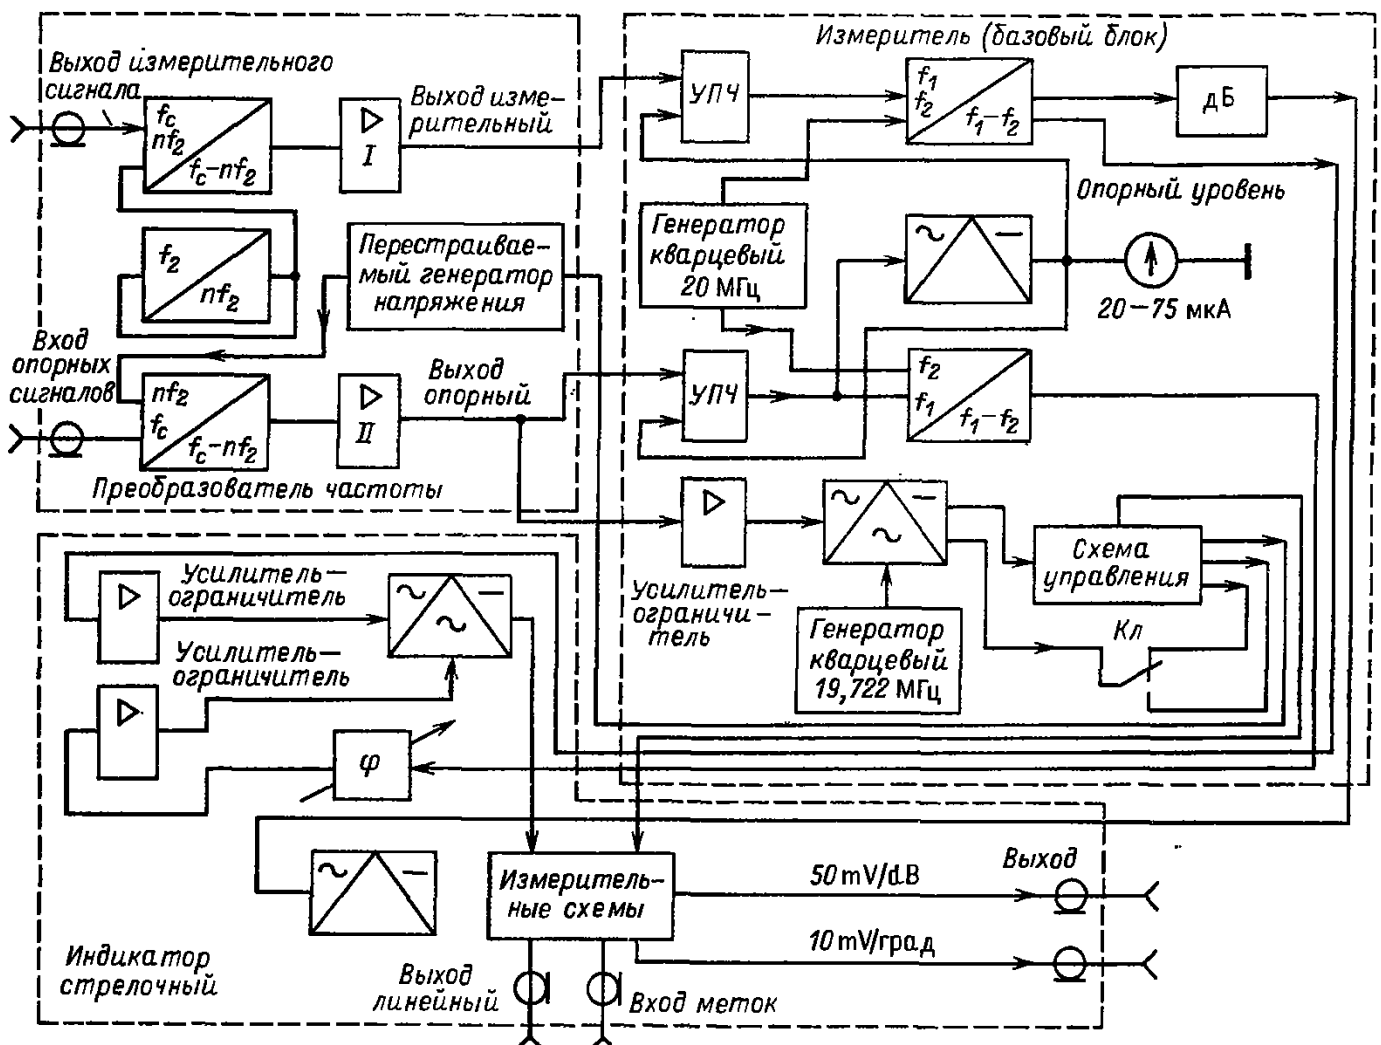 Выход измерительного
сигнала
fc
nf2
fc–nf2
I
Выход изме-
рительный
f2
nf2
Перестраивае-
мый генератор
напряжения
Вход
опорных
сигналов
nf2
fc
fc–nf2
II
Выход
опорный
Преобразователь частоты
Измеритель (базовый блок)
УПЧ
f1
f2
f1–f2
дБ
Опорный уровень
Генератор
кварцевый
20 МГц
~
—
20–75 мкА
УПЧ
f2
f1
f1–f2
Усилитель–
ограничи–
тель
~
—
~
Генератор
кварцевый
19,722 МГц
Схема
управления
Кл
Усилитель–
ограничитель
Усилитель–
ограничитель
~
—
~
φ
~
—
Измеритель-
ные схемы
50 mV/d.B
Выход
10 mV/град
Индикатор
стрелочный
Выход
линейный
Вход меток